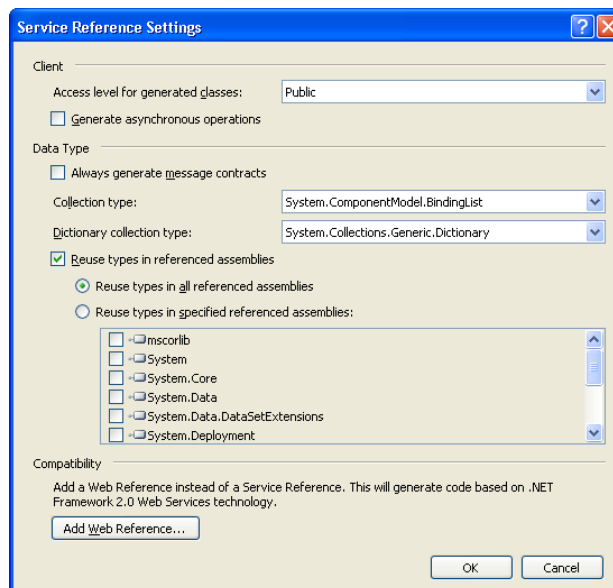 Service Reference Settings
Client
Access level for generated classes:
Public
Generate asynchronous operations
Data Type
Always generate message contracts
Collection type:
System.ComponentModel.BindingList
Dictionary collection type:
System.Collections.Generic.Dictionary
Reuse types in referenced assemblies
Reuse types in all referenced assemblies
Reuse types in specified referenced assemblies:
mscorlib
System
System.Core
System.Data
System.Data.DataSetExtensions
System.Deployment
Compatibility
Add a Web Reference instead of a Service Reference. This will generate code based on .NET
Framework 2.0 Web Services technology.
Add Web Reference...
OK
Cancel